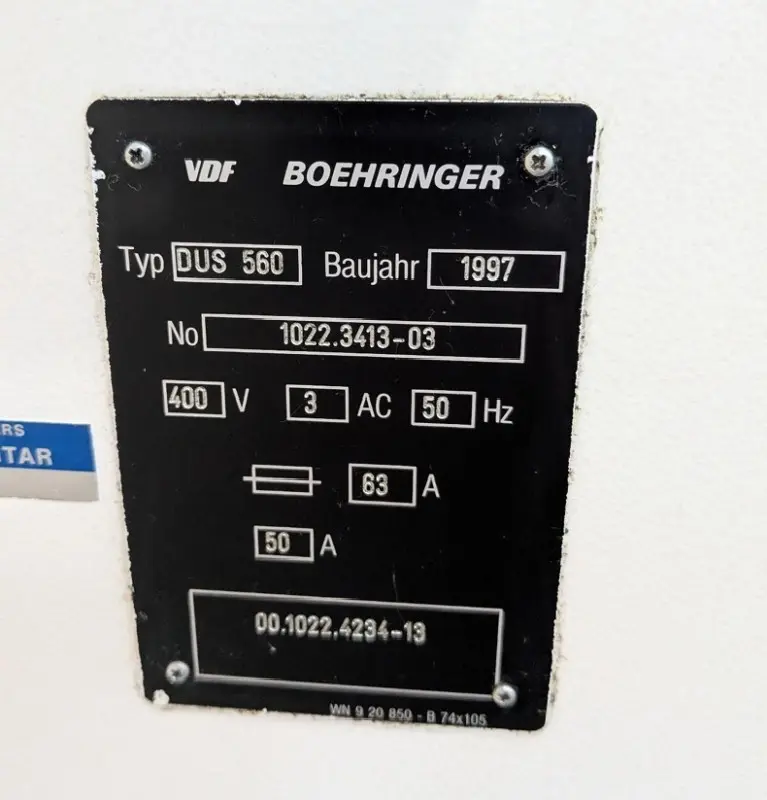 VDF BOEHRINGER
Typ DUS 560 Baujahr 1997
No 1022.3413-03
400 V 3 AC 50 Hz
63 A
50 A
00.1022.4234-13
WN 9 20 850 - B 74x105
RS
TAR